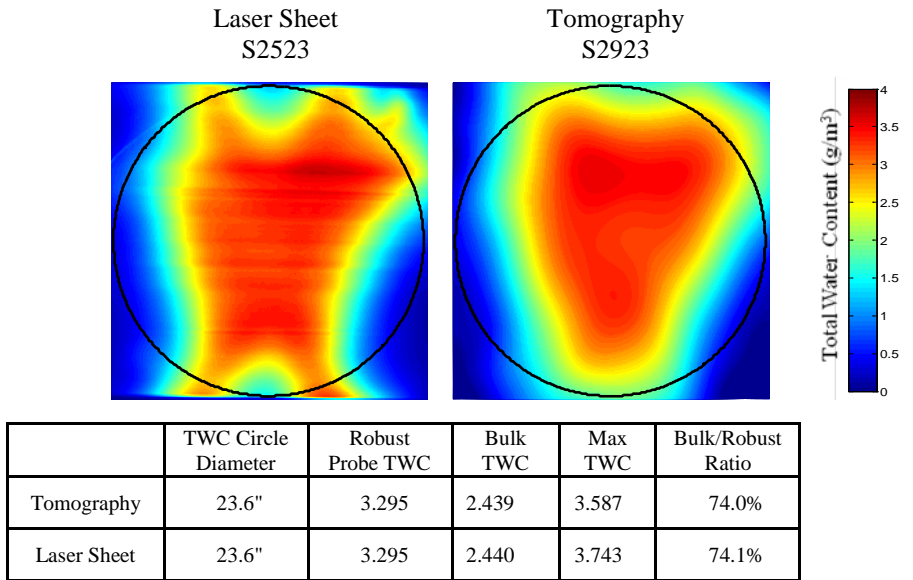 Laser Sheet
S2523
Tomography
S2923
4
3.5
3
2.5
2
1.5
1
0.5
0
Total Water Content (g/m³)
TWC Circle Diameter Robust Probe TWC Bulk TWC Max TWC Bulk/Robust Ratio
Tomography 23.6" 3.295 2.439 3.587 74.0%
Laser Sheet 23.6" 3.295 2.440 3.743 74.1%